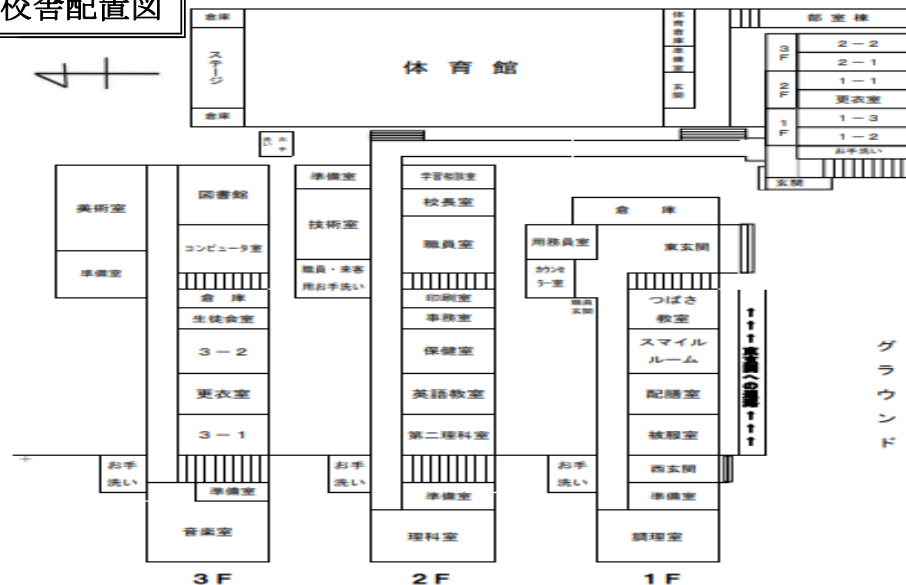 校舎配置図
倉庫
ステージ
倉庫
体育館
体育倉庫
準備室
玄関
部室棟
3F
2－2
2－1
2F
1－1
更衣室
1F
1－3
1－2
お手洗い
玄関
お手洗い
美術室
準備室
図書館
コンピュータ室
倉庫
生徒会室
3－2
更衣室
3－1
お手洗い
準備室
音楽室
3F
準備室
技術室
職員・来客用お手洗い
学習相談室
校長室
職員室
印刷室
事務室
保健室
英語教室
第二理科室
お手洗い
準備室
理科室
2F
倉庫
用務員室
東玄関
カウンセラー室
職員玄関
つばさ教室
スマイルルーム
配膳室
被服室
お手洗い
西玄関
準備室
調理室
1F
↑↑↑東玄関への通路↑↑↑
グラウンド